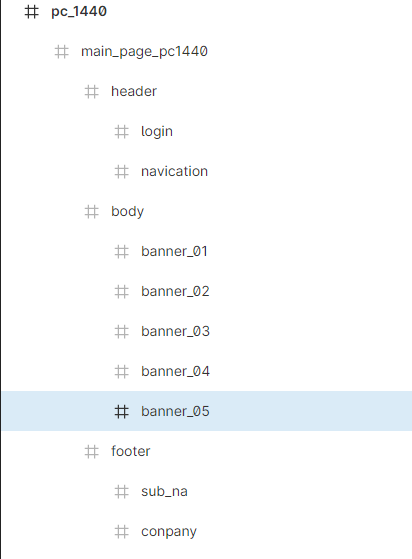 pc_1440
main_page_pc1440
header
login
navication
body
banner_01
banner_02
banner_03
banner_04
banner_05
footer
sub_na
conpany